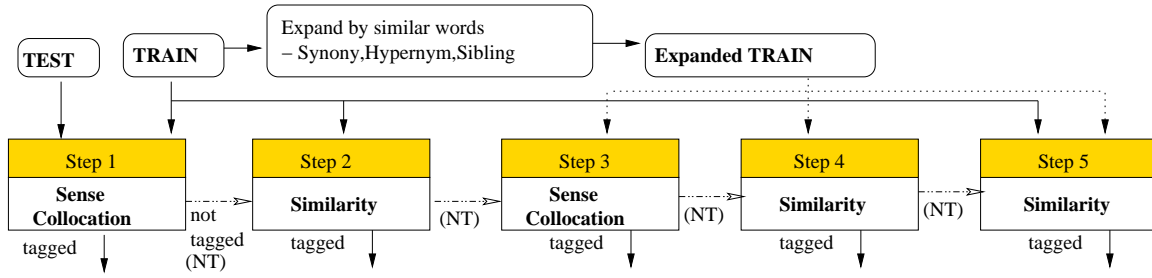 Expand by similar words
– Synony,Hypernym,Sibling
TEST
TRAIN
Expanded TRAIN
Step 1
Step 2
Step 3
Step 4
Step 5
Sense
Collocation
not
tagged
(NT)
Similarity
(NT)
Sense
Collocation
(NT)
Similarity
(NT)
Similarity
tagged
tagged
tagged
tagged
tagged